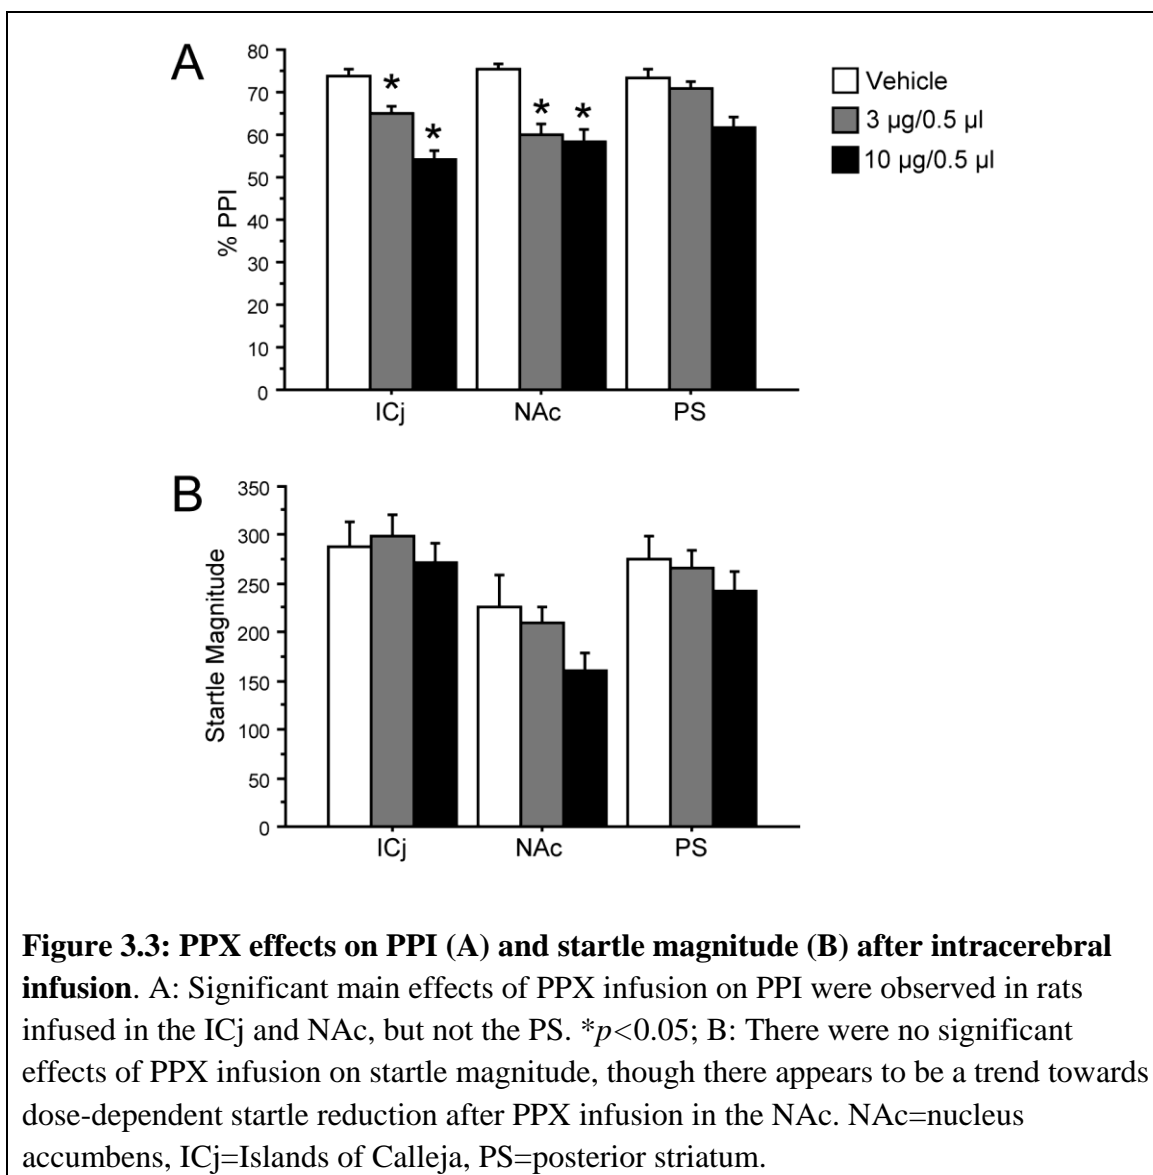 A
80
70
60
50
40
30
20
10
0
% PPI
* * * *
ICj NAc PS
Vehicle
3 µg/0.5 µl
10 µg/0.5 µl
B
350
300
250
200
150
100
50
0
Startle Magnitude
ICj NAc PS
Figure 3.3: PPX effects on PPI (A) and startle magnitude (B) after intracerebral
infusion. A: Significant main effects of PPX infusion on PPI were observed in rats
infused in the ICj and NAc, but not the PS. *p<0.05; B: There were no significant
effects of PPX infusion on startle magnitude, though there appears to be a trend towards
dose-dependent startle reduction after PPX infusion in the NAc. NAc=nucleus
accumbens, ICj=Islands of Calleja, PS=posterior striatum.